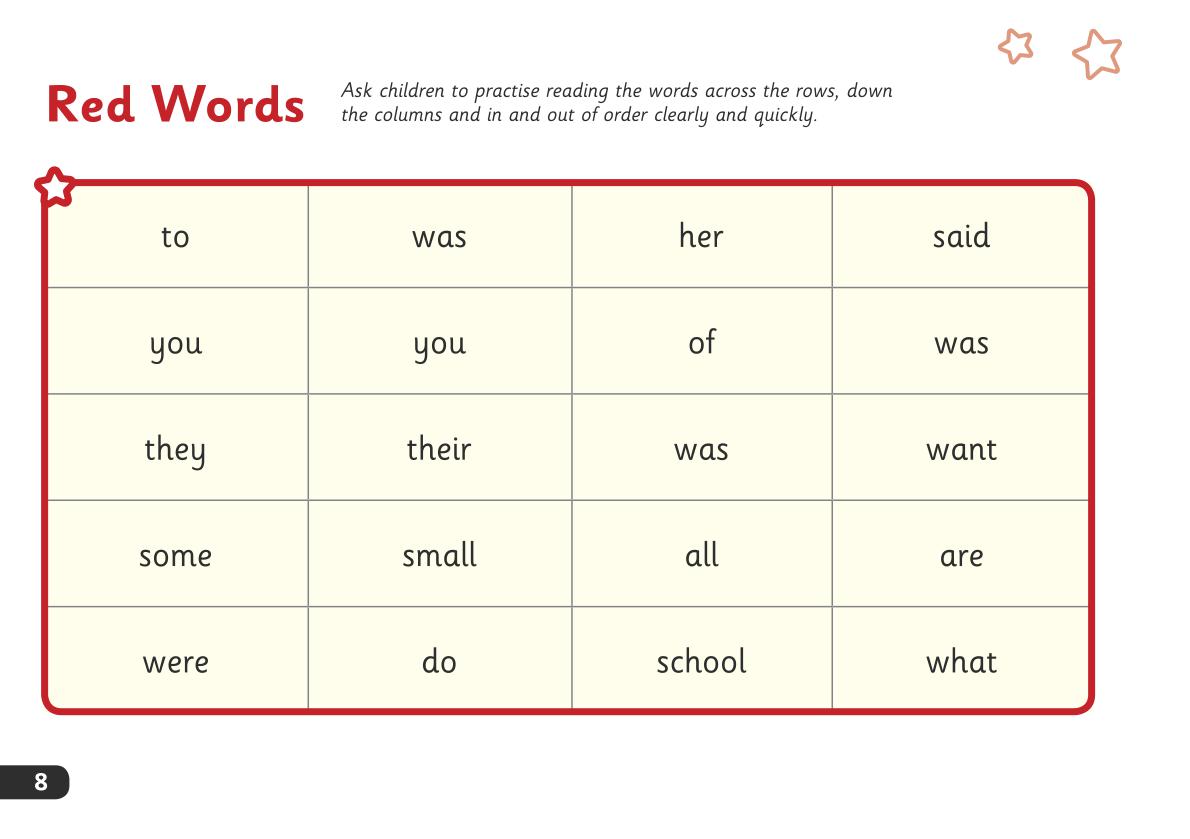 Red Words
Ask children to practise reading the words across the rows, down
the columns and in and out of order clearly and quickly.
to was her said
you you of was
they their was want
some small all are
were do school what
8